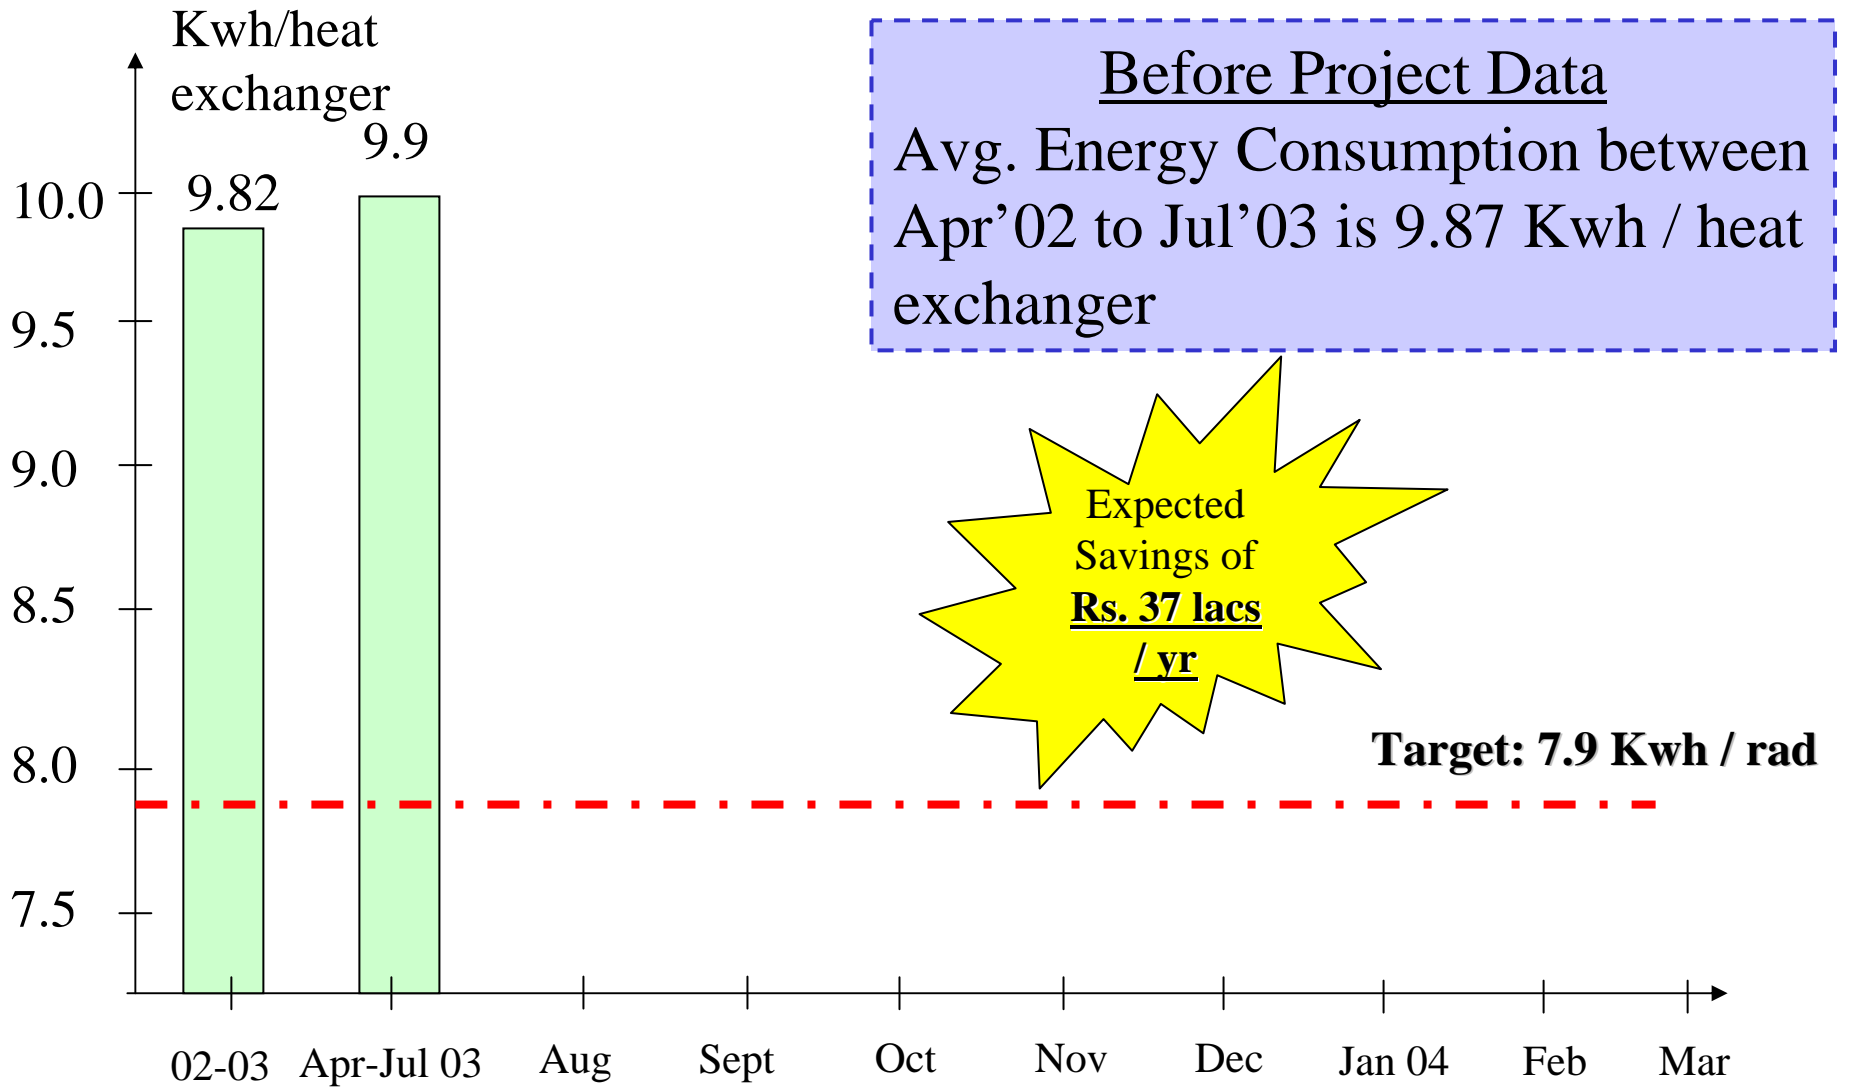 Kwh/heat
exchanger
Before Project Data
Avg. Energy Consumption between
Apr’02 to Jul’03 is 9.87 Kwh / heat
exchanger
9.9
9.82
10.0
9.5
9.0
8.5
8.0
7.5
Expected
Savings of
Rs. 37 lacs
/ yr
Target: 7.9 Kwh / rad
02-03 Apr-Jul 03 Aug Sept Oct Nov Dec Jan 04 Feb Mar